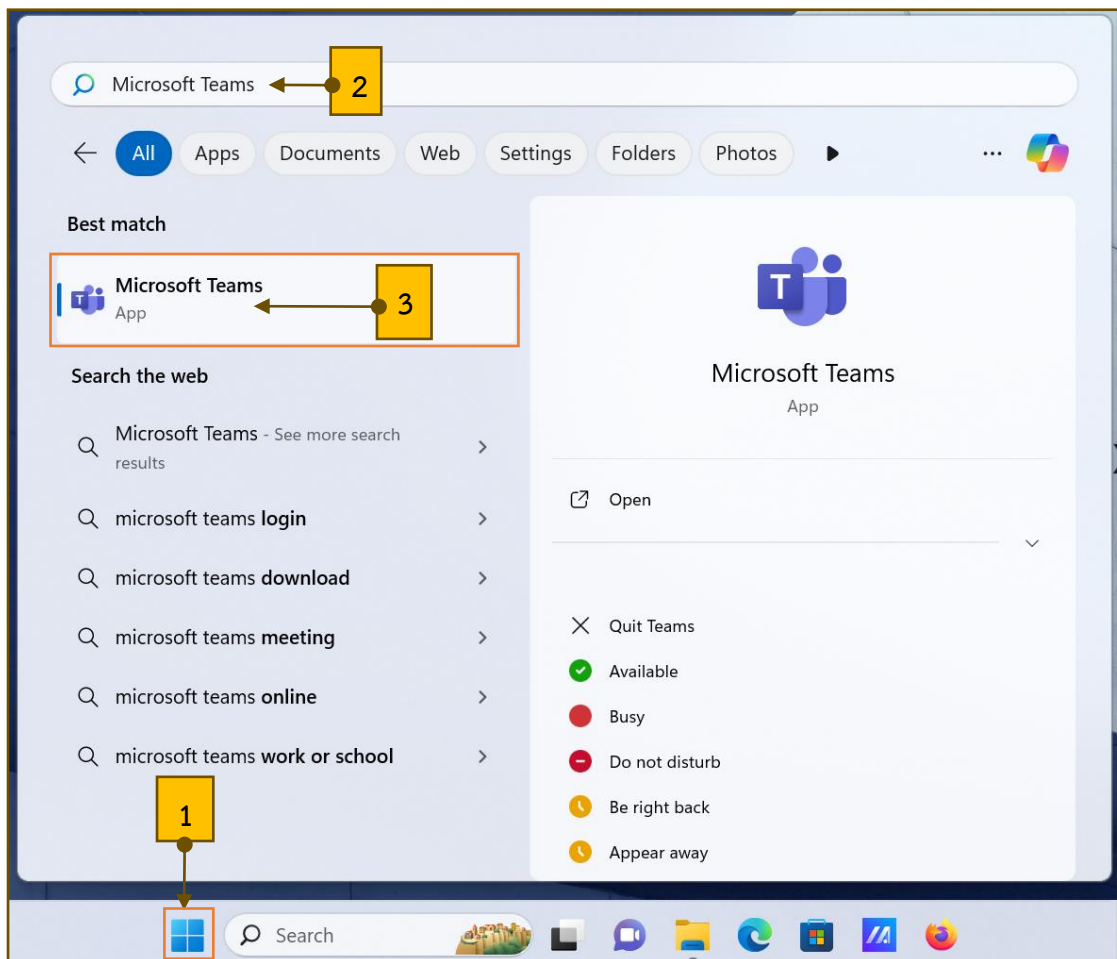 Microsoft Teams
2
All
Apps
Documents
Web
Settings
Folders
Photos
Best match
Microsoft Teams
App
3
Search the web
Microsoft Teams - See more search
results
microsoft teams login
microsoft teams download
microsoft teams meeting
microsoft teams online
microsoft teams work or school
1
T
Microsoft Teams
App
Open
Quit Teams
Available
Busy
Do not disturb
Be right back
Appear away
Search